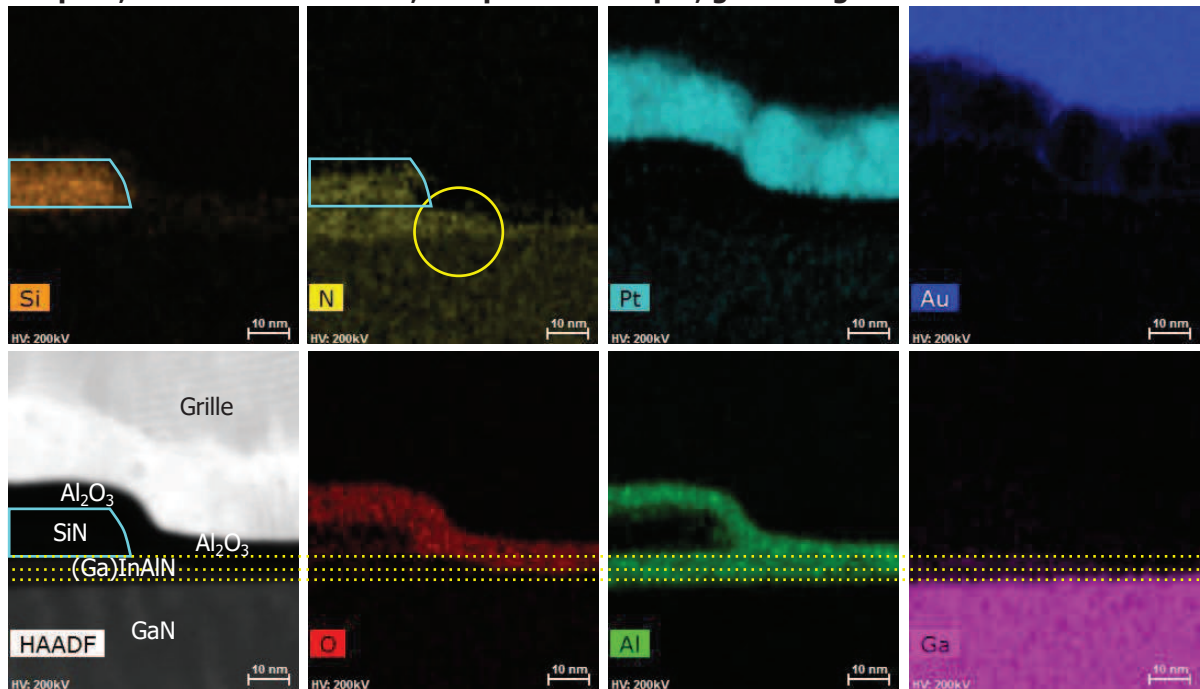 Si
10 nm
HV: 200kV
N
10 nm
HV: 200kV
Pt
10 nm
HV: 200kV
Au
10 nm
HV: 200kV
Grille
Al₂O₃
SiN
Al₂O₃
(Ga)InAlN
GaN
HAADF
10 nm
HV: 200kV
O
10 nm
HV: 200kV
Al
10 nm
HV: 200kV
Ga
10 nm
HV: 200kV